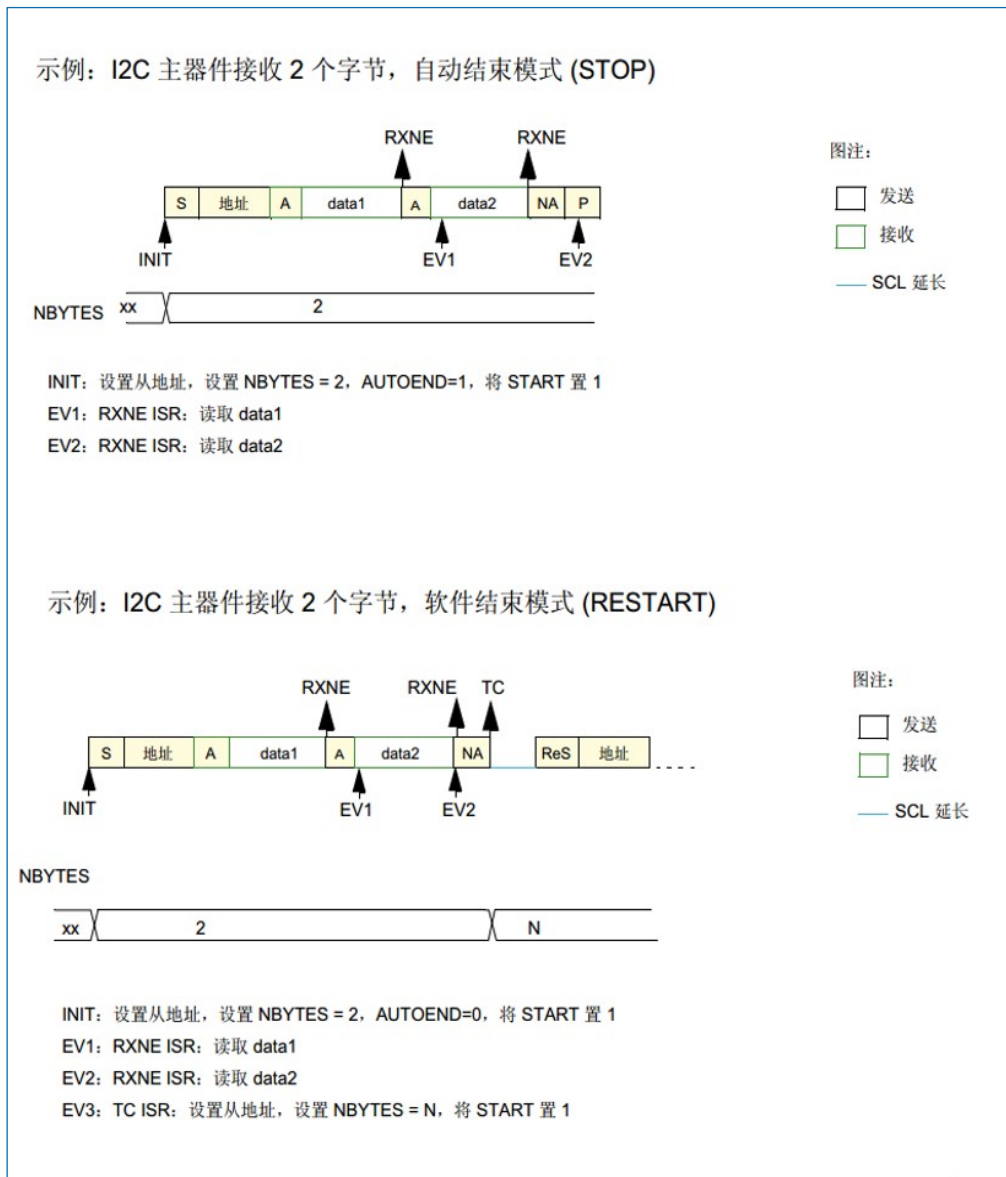 示例：I2C 主器件接收 2 个字节，自动结束模式 (STOP)
RXNE RXNE
图注：
S 地址 A data1 A data2 NA P
发送
接收
INIT EV1 EV2
SCL 延长
NBYTES xx 2
INIT：设置从地址，设置 NBYTES = 2，AUTOEND=1，将 START 置 1
EV1：RXNE ISR：读取 data1
EV2：RXNE ISR：读取 data2
示例：I2C 主器件接收 2 个字节，软件结束模式 (RESTART)
RXNE RXNE TC
图注：
S 地址 A data1 A data2 NA ReS 地址
发送
接收
INIT EV1 EV2
SCL 延长
NBYTES
xx 2 N
INIT：设置从地址，设置 NBYTES = 2，AUTOEND=0，将 START 置 1
EV1：RXNE ISR：读取 data1
EV2：RXNE ISR：读取 data2
EV3：TC ISR：设置从地址，设置 NBYTES = N，将 START 置 1